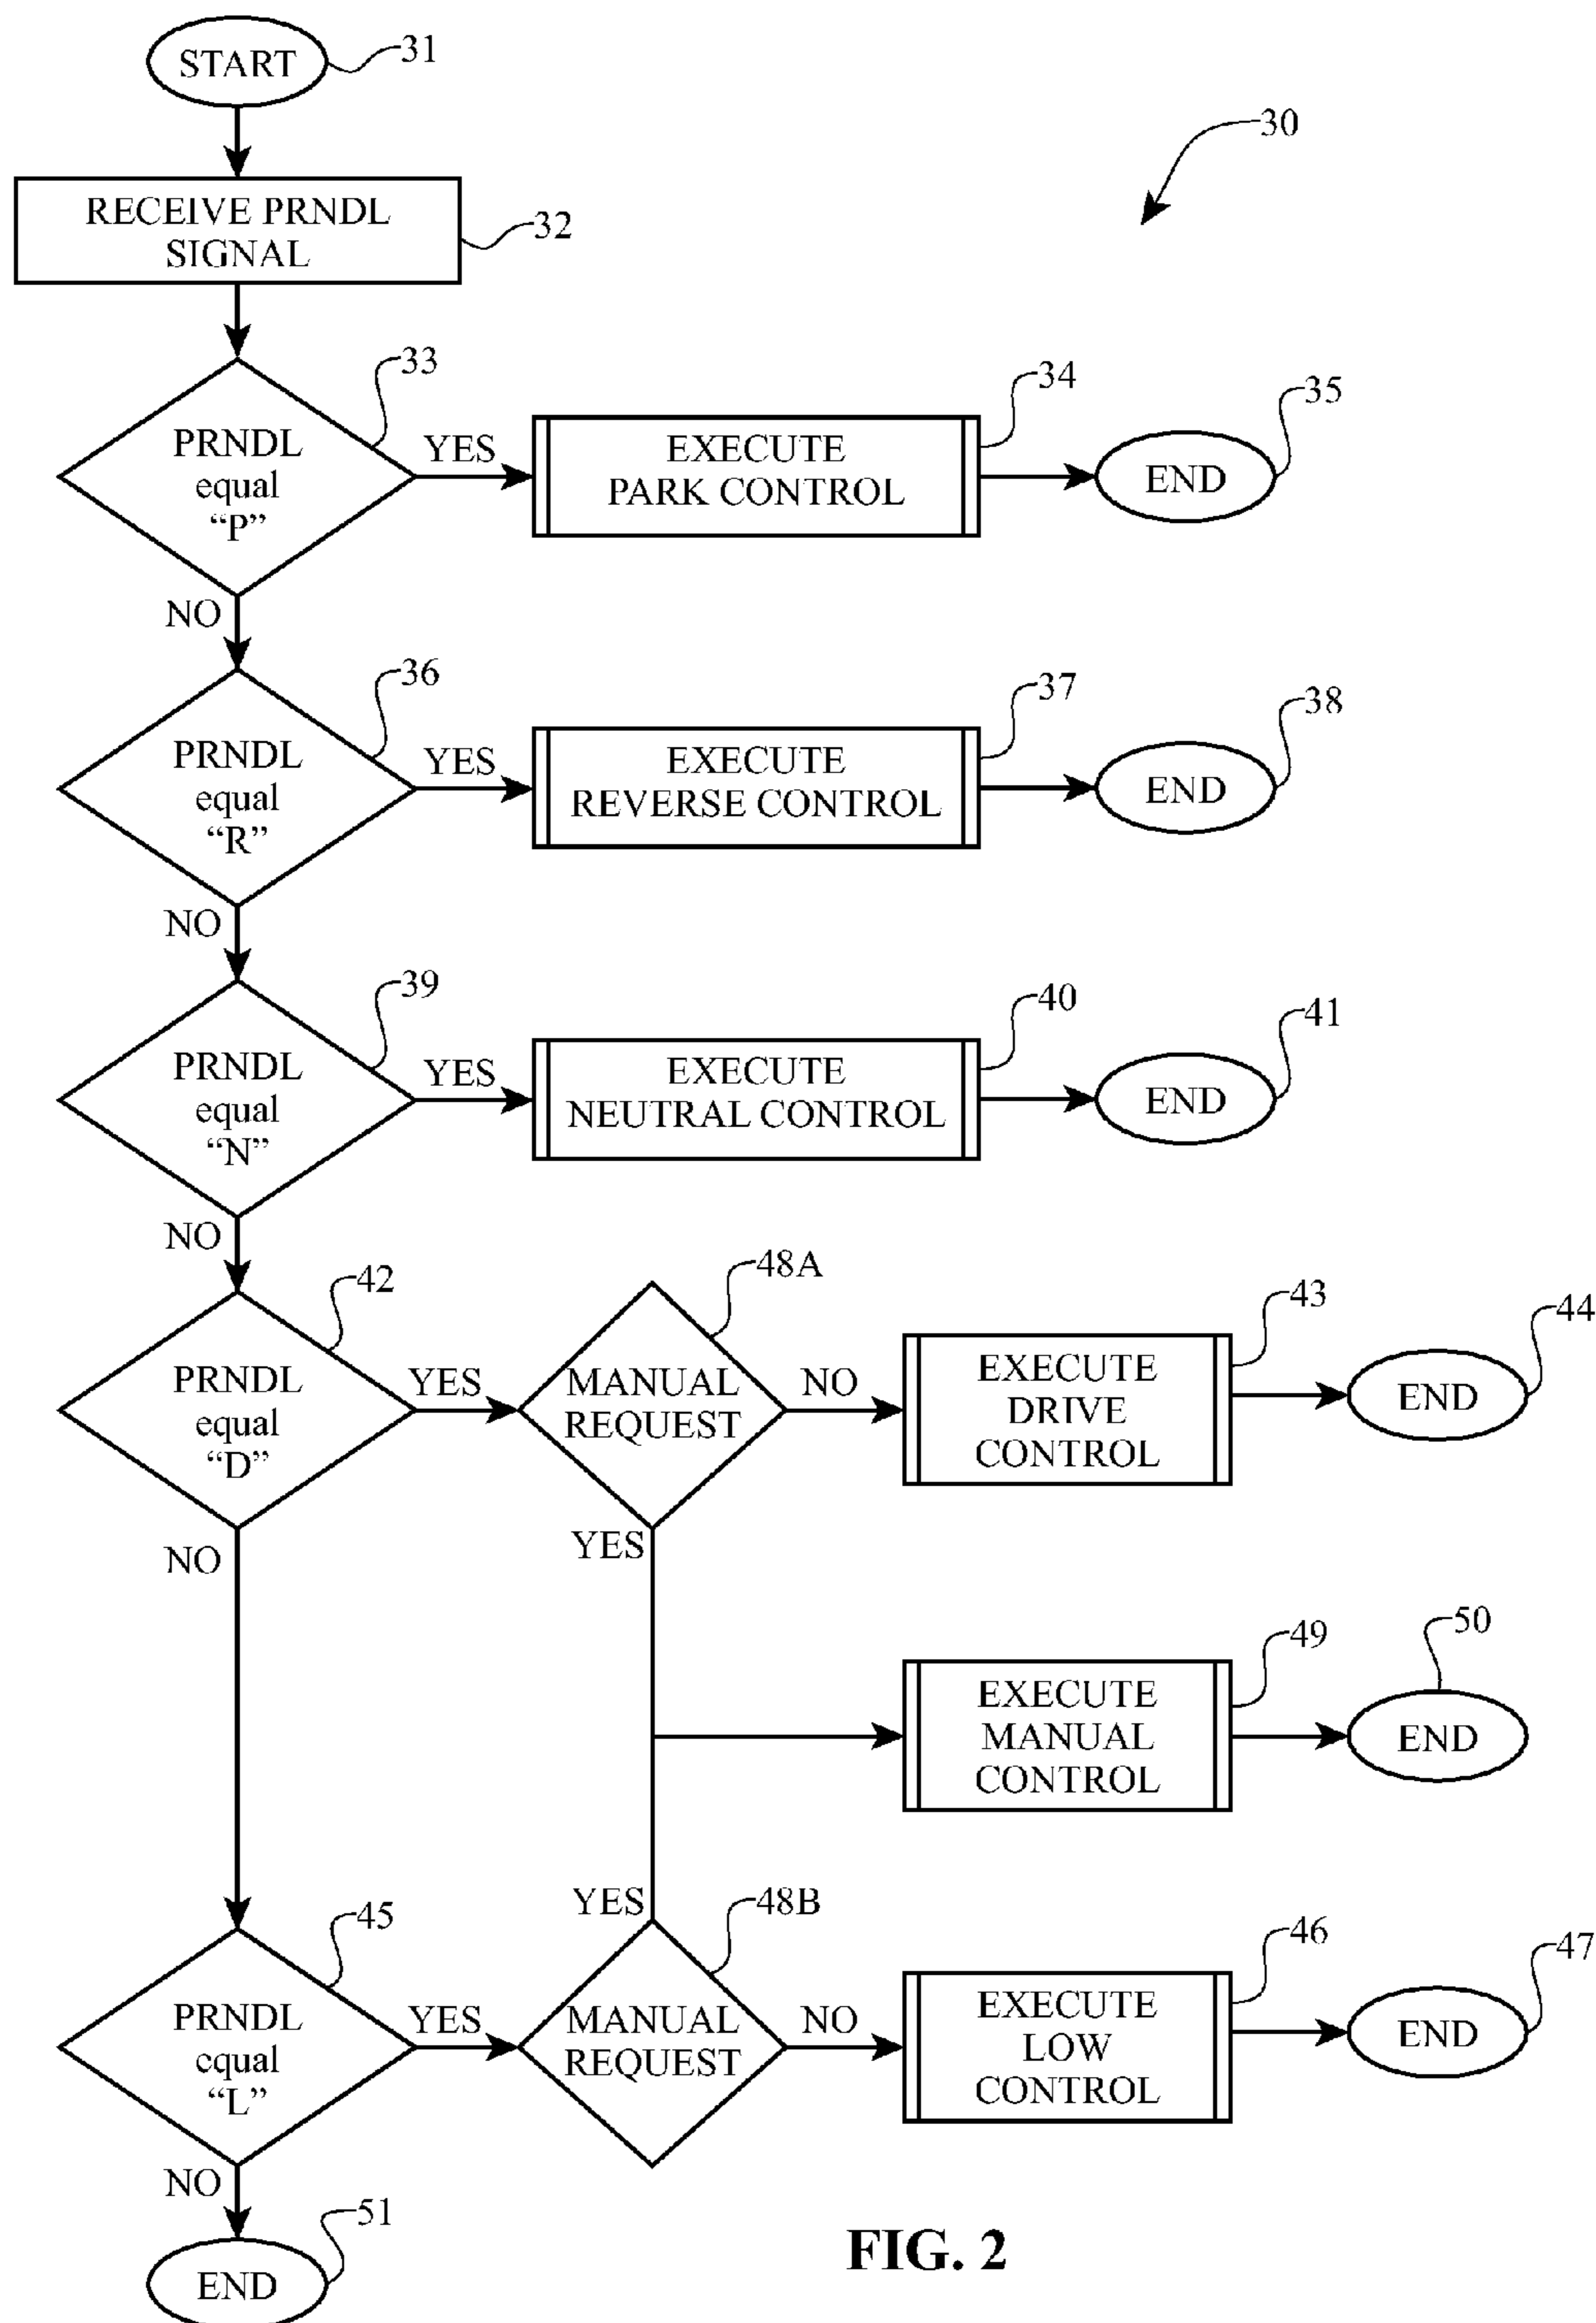 START
31
30
RECEIVE PRNDL
SIGNAL
32
33
34
35
PRNDL
equal
“P”
YES
EXECUTE
PARK CONTROL
END
NO
36
37
38
PRNDL
equal
“R”
YES
EXECUTE
REVERSE CONTROL
END
NO
39
40
41
PRNDL
equal
“N”
YES
EXECUTE
NEUTRAL CONTROL
END
NO
42
48A
43
44
PRNDL
equal
“D”
YES
MANUAL
REQUEST
NO
EXECUTE
DRIVE
CONTROL
END
NO
YES
49
50
EXECUTE
MANUAL
CONTROL
END
YES
45
48B
46
47
PRNDL
equal
“L”
YES
MANUAL
REQUEST
NO
EXECUTE
LOW
CONTROL
END
NO
51
END
FIG. 2